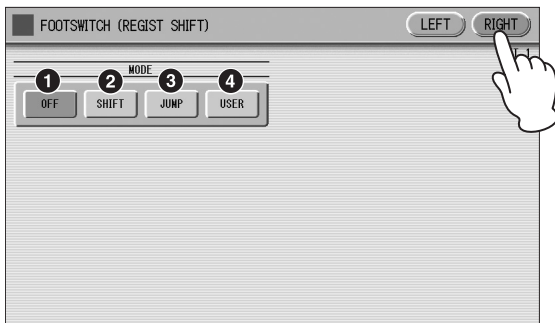 FOOTSWITCH (REGIST SHIFT) LEFT RIGHT
MODE
1 2 3 4
OFF SHIFT JUMP USER